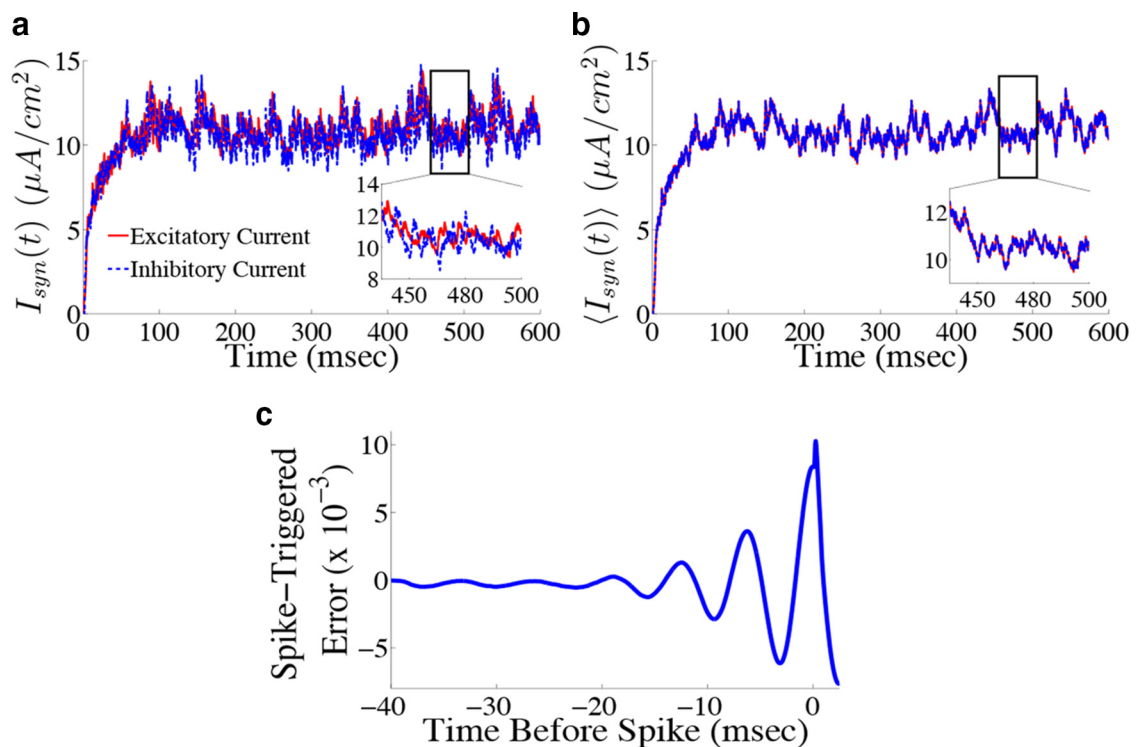 a
I_syn(t) (μA/cm²)
15
10
5
0
Excitatory Current
Inhibitory Current
14
12
10
8
450 480 500
0 100 200 300 400 500 600
Time (msec)
b
⟨I_syn(t)⟩ (μA/cm²)
15
10
5
0
12
10
450 480 500
0 100 200 300 400 500 600
Time (msec)
c
Spike−Triggered
Error (x 10⁻³)
10
5
0
−5
−40 −30 −20 −10 0
Time Before Spike (msec)